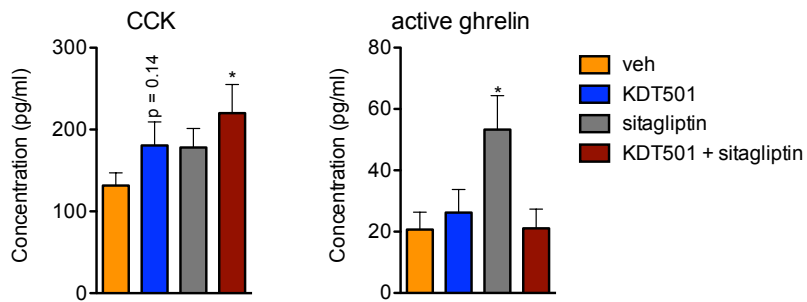 CCK
Concentration (pg/ml)
300
200
100
0
p = 0.14
*
active ghrelin
Concentration (pg/ml)
80
60
40
20
0
*
veh
KDT501
sitagliptin
KDT501 + sitagliptin